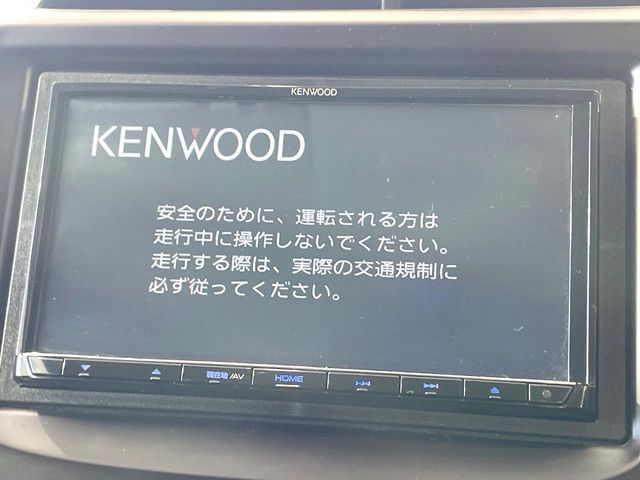 KENWOOD
KENWOOD
安全のために、運転される方は
走行中に操作しないでください。
走行する際は、実際の交通規制に
必ず従ってください。
現在地/AV HOME